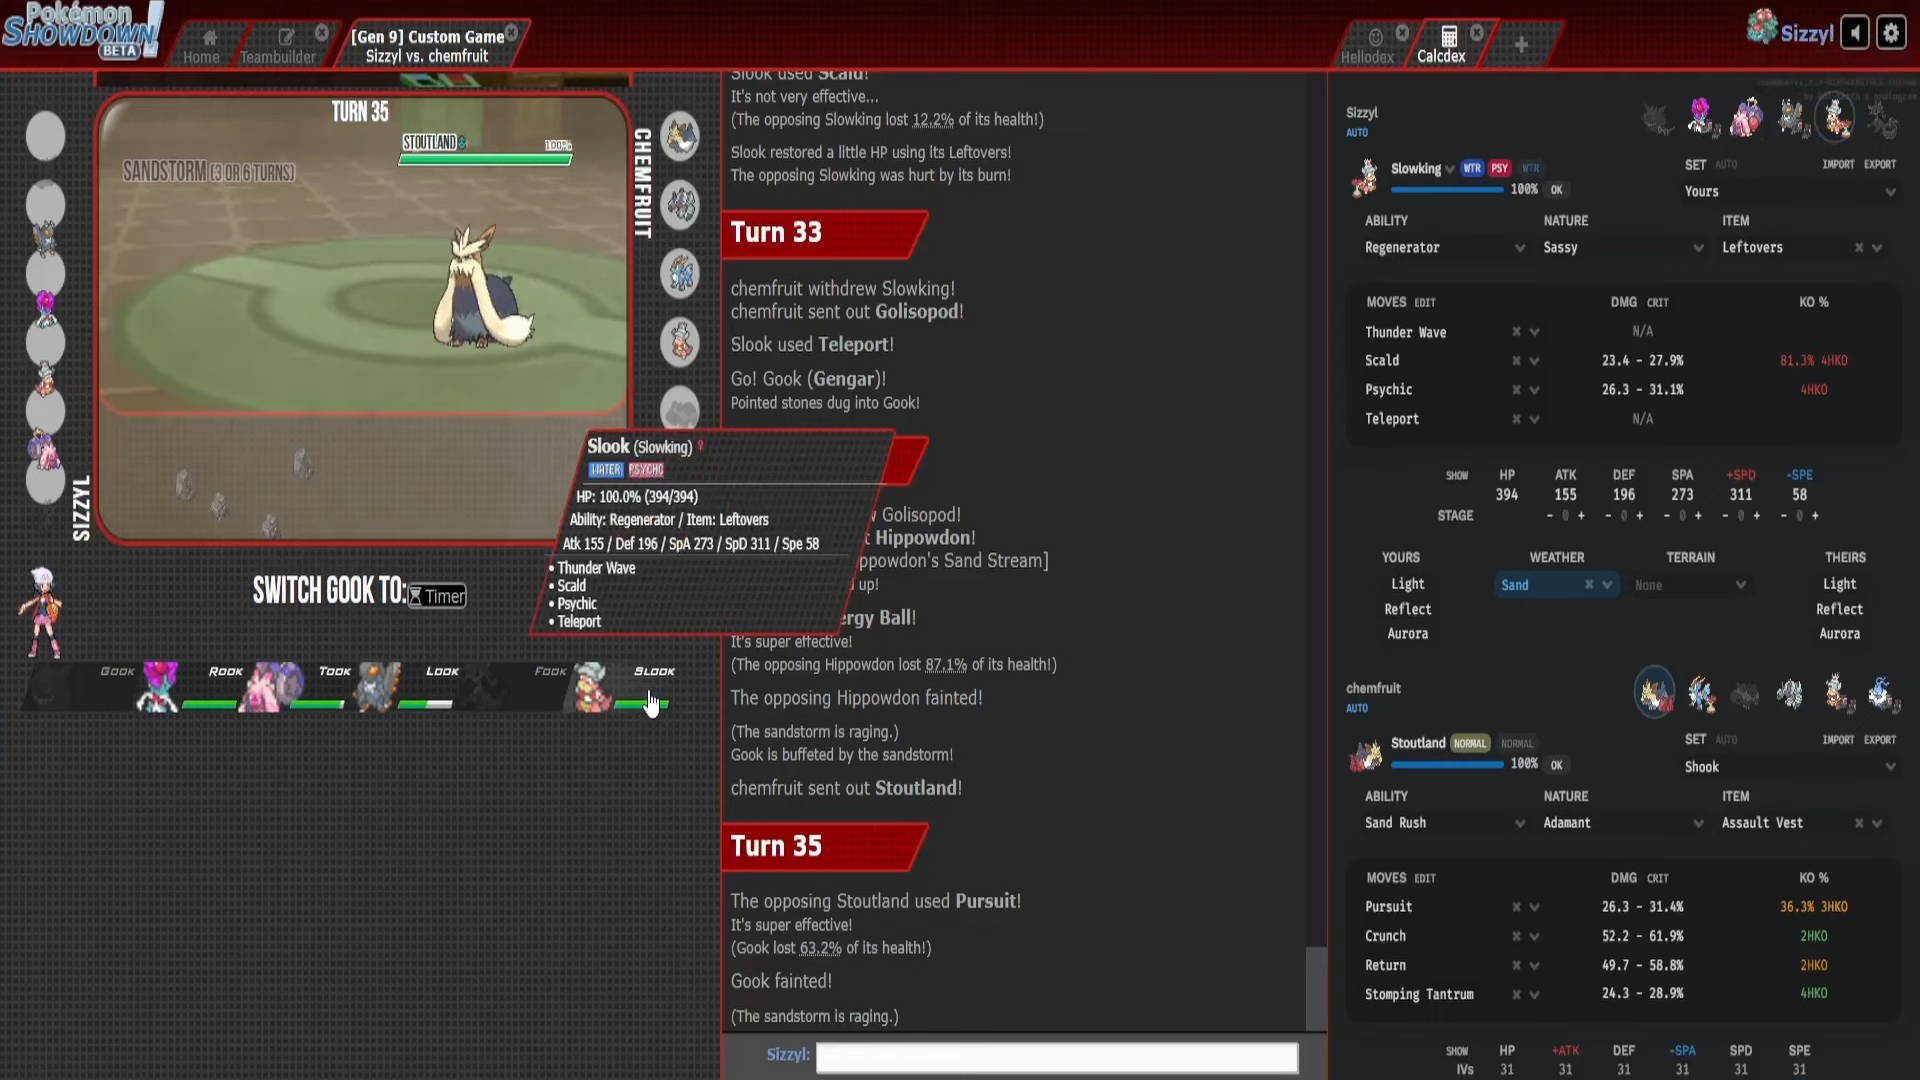 Pokémon
SHOWDOWN!
BETA
Home
Teambuilder
[Gen 9] Custom Game
Sizzyl vs. chemfruit
Hellodex
Calcdex
Sizzyl
TURN 35
SANDSTORM (3 OR 6 TURNS)
STOUTLAND
100%
CHEMFRUIT
SIZZYL
SWITCH GOOK TO:
Timer
Gook
Rook
Took
Look
Fook
Slook
Slook (Slowking) ♀
WATER PSYCHC
HP: 100.0% (394/394)
Ability: Regenerator / Item: Leftovers
Atk 155 / Def 196 / SpA 273 / SpD 311 / Spe 58
• Thunder Wave
• Scald
• Psychic
• Teleport
Slook used Scald!
It's not very effective...
(The opposing Slowking lost 12.2% of its health!)
Slook restored a little HP using its Leftovers!
The opposing Slowking was hurt by its burn!
Turn 33
chemfruit withdrew Slowking!
chemfruit sent out Golisopod!
Slook used Teleport!
Go! Gook (Gengar)!
Pointed stones dug into Gook!
Golisopod!
Hippowdon!
ppowdon's Sand Stream]
up!
ergy Ball!
It's super effective!
(The opposing Hippowdon lost 87.1% of its health!)
The opposing Hippowdon fainted!
(The sandstorm is raging.)
Gook is buffeted by the sandstorm!
chemfruit sent out Stoutland!
Turn 35
The opposing Stoutland used Pursuit!
It's super effective!
(Gook lost 63.2% of its health!)
Gook fainted!
(The sandstorm is raging.)
Sizzyl:
Sizzyl
AUTO
Slowking WTR PSY WTR
100% OK
SET AUTO IMPORT EXPORT
Yours
ABILITY NATURE ITEM
Regenerator Sassy Leftovers
MOVES EDIT DMG CRIT KO %
Thunder Wave N/A
Scald 23.4 - 27.9% 81.3% 4HKO
Psychic 26.3 - 31.1% 4HKO
Teleport N/A
SHOW HP ATK DEF SPA +SPD -SPE
394 155 196 273 311 58
STAGE - 0 + - 0 + - 0 + - 0 + - 0 +
YOURS WEATHER TERRAIN THEIRS
Light Sand None Light
Reflect Reflect
Aurora Aurora
chemfruit
AUTO
Stoutland NORMAL NORMAL
100% OK
SET AUTO IMPORT EXPORT
Shook
ABILITY NATURE ITEM
Sand Rush Adamant Assault Vest
MOVES EDIT DMG CRIT KO %
Pursuit 26.3 - 31.4% 36.3% 3HKO
Crunch 52.2 - 61.9% 2HKO
Return 49.7 - 58.8% 2HKO
Stomping Tantrum 24.3 - 28.9% 4HKO
SHOW HP +ATK DEF -SPA SPD SPE
IVs 31 31 31 31 31 31